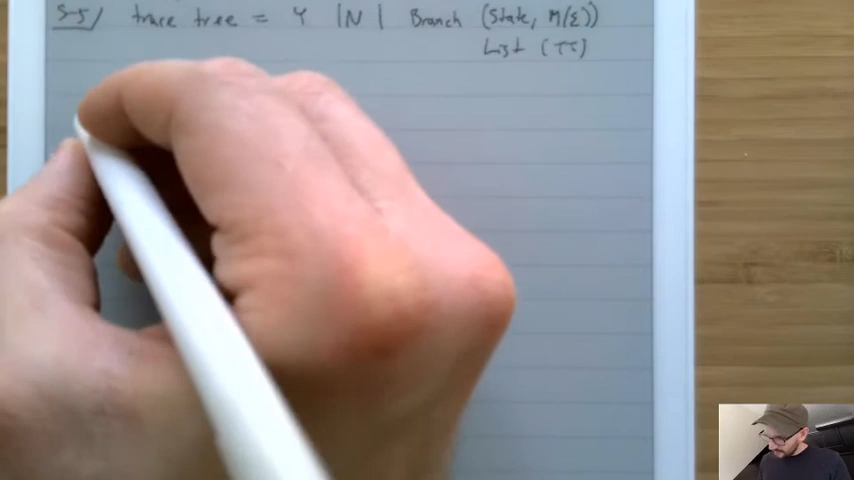 S-5/ trace tree = Y | N | Branch (State, M/ε))
List (TT)